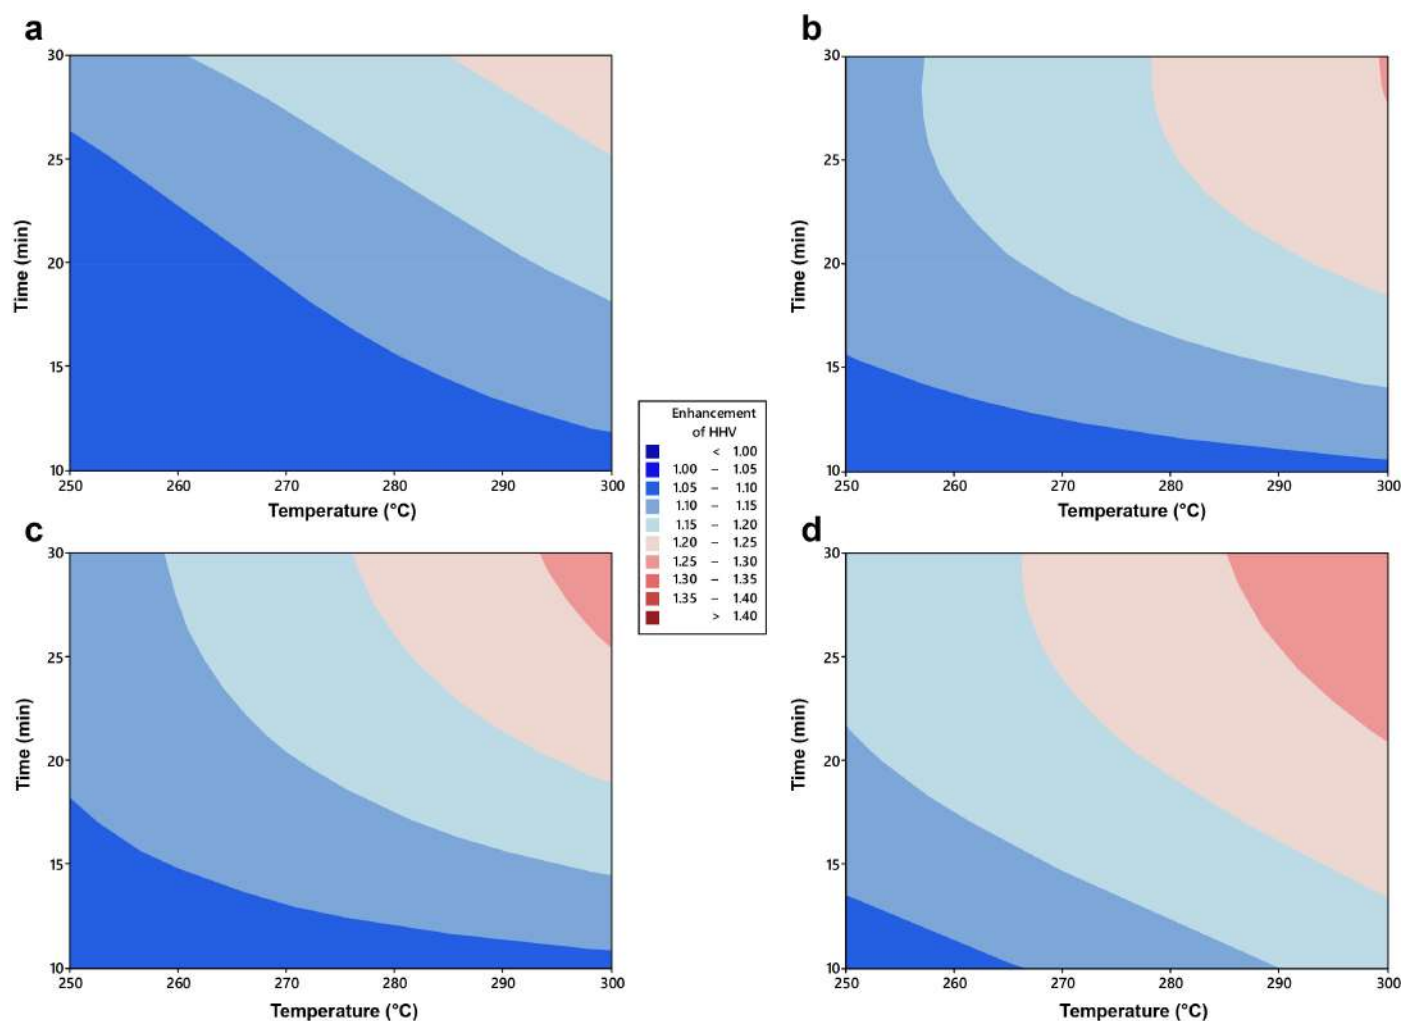 a
30
25
20
15
10
250 260 270 280 290 300
Time (min)
Temperature (°C)
b
30
25
20
15
10
250 260 270 280 290 300
Time (min)
Temperature (°C)
Enhancement
of HHV
< 1.00
1.00 – 1.05
1.05 – 1.10
1.10 – 1.15
1.15 – 1.20
1.20 – 1.25
1.25 – 1.30
1.30 – 1.35
1.35 – 1.40
> 1.40
c
30
25
20
15
10
250 260 270 280 290 300
Time (min)
Temperature (°C)
d
30
25
20
15
10
250 260 270 280 290 300
Time (min)
Temperature (°C)